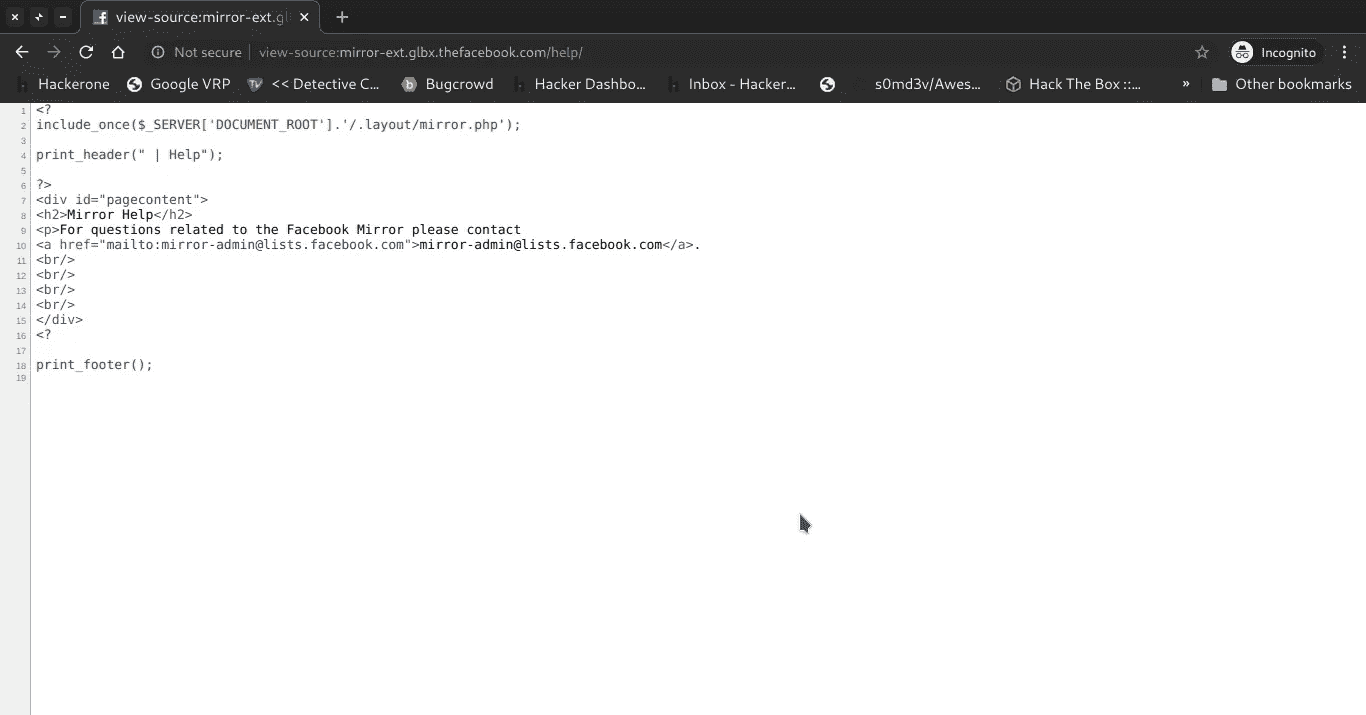 view-source:mirror-ext.gl
Not secure view-source:mirror-ext.glbx.thefacebook.com/help/ Incognito
Hackerone Google VRP << Detective C... Bugcrowd Hacker Dashbo... Inbox - Hacker... s0md3v/Awes... Hack The Box ::... » Other bookmarks
1 <?
2 include_once($_SERVER['DOCUMENT_ROOT'].'/.layout/mirror.php');
3
4 print_header(" | Help");
5
6 ?>
7 <div id="pagecontent">
8 <h2>Mirror Help</h2>
9 <p>For questions related to the Facebook Mirror please contact
10 <a href="mailto:mirror-admin@lists.facebook.com">mirror-admin@lists.facebook.com</a>.
11 <br/>
12 <br/>
13 <br/>
14 <br/>
15 </div>
16 <?
17
18 print_footer();
19